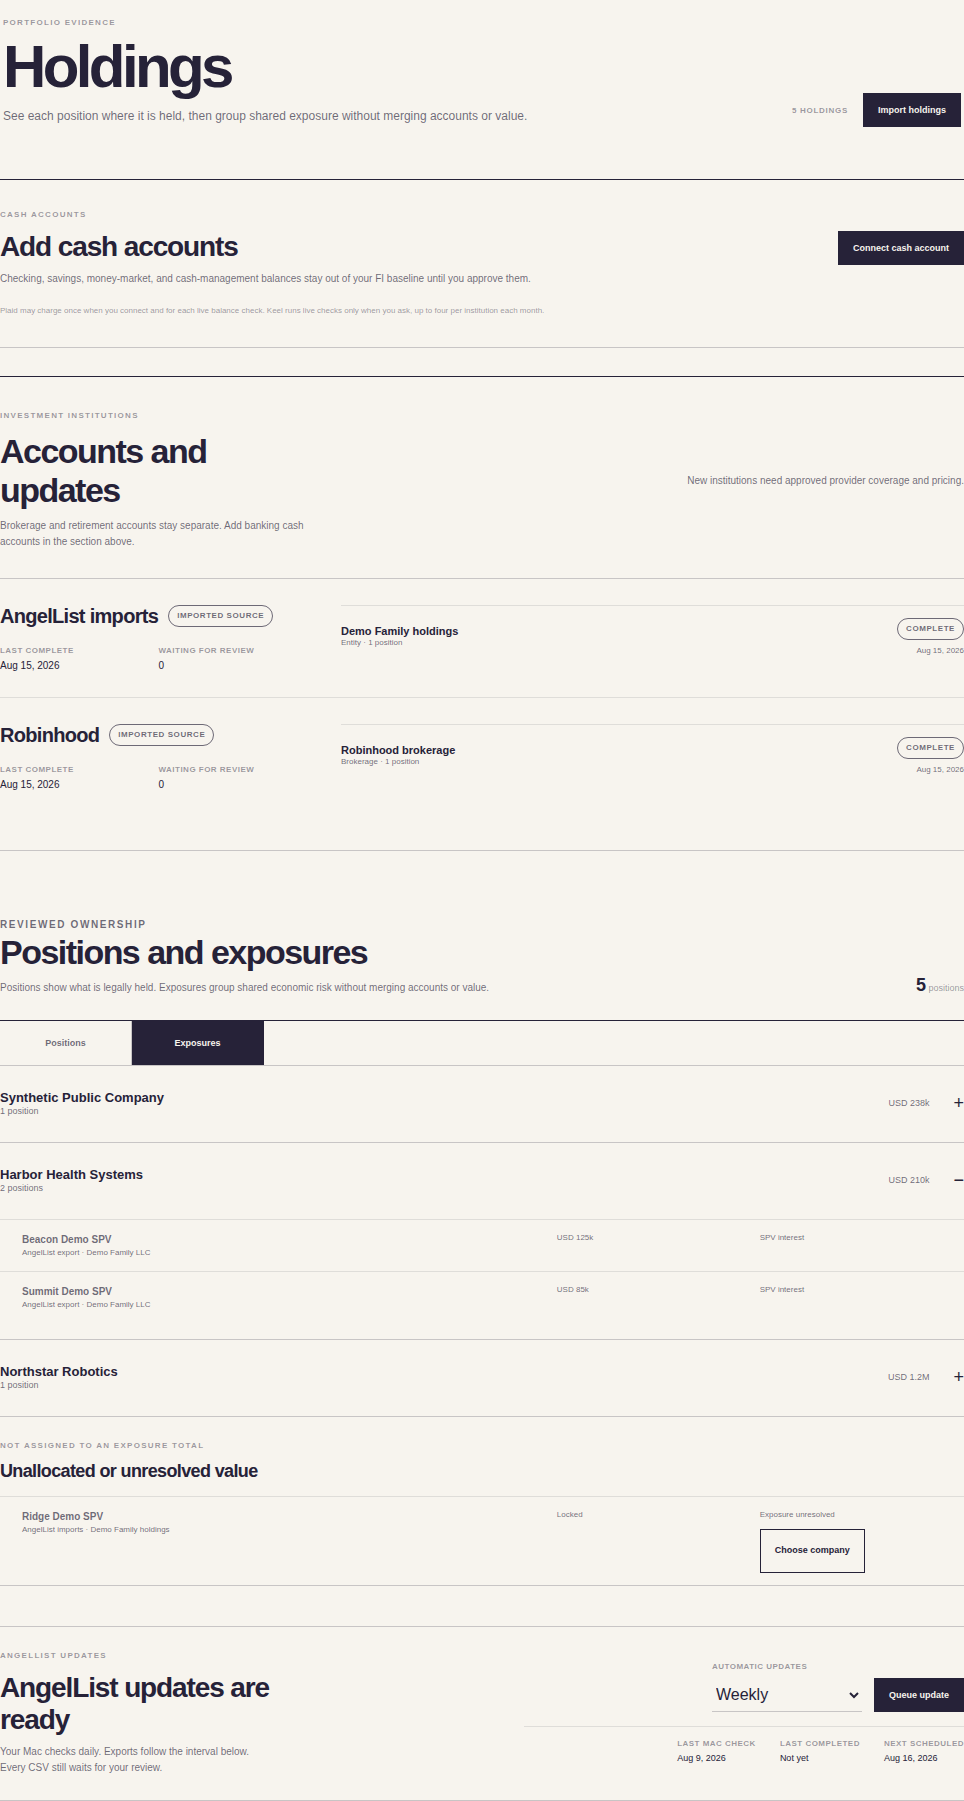 PORTFOLIO EVIDENCE
Holdings
See each position where it is held, then group shared exposure without merging accounts or value.
5 HOLDINGS
Import holdings
CASH ACCOUNTS
Add cash accounts
Connect cash account
Checking, savings, money-market, and cash-management balances stay out of your FI baseline until you approve them.
Plaid may charge once when you connect and for each live balance check. Keel runs live checks only when you ask, up to four per institution each month.
INVESTMENT INSTITUTIONS
Accounts and
updates
New institutions need approved provider coverage and pricing.
Brokerage and retirement accounts stay separate. Add banking cash
accounts in the section above.
AngelList imports IMPORTED SOURCE
LAST COMPLETE WAITING FOR REVIEW
Aug 15, 2026 0
Demo Family holdings
Entity · 1 position
COMPLETE
Aug 15, 2026
Robinhood IMPORTED SOURCE
LAST COMPLETE WAITING FOR REVIEW
Aug 15, 2026 0
Robinhood brokerage
Brokerage · 1 position
COMPLETE
Aug 15, 2026
REVIEWED OWNERSHIP
Positions and exposures
Positions show what is legally held. Exposures group shared economic risk without merging accounts or value.
5 positions
Positions Exposures
Synthetic Public Company
1 position
USD 238k +
Harbor Health Systems
2 positions
USD 210k −
Beacon Demo SPV
AngelList export · Demo Family LLC
USD 125k SPV interest
Summit Demo SPV
AngelList export · Demo Family LLC
USD 85k SPV interest
Northstar Robotics
1 position
USD 1.2M +
NOT ASSIGNED TO AN EXPOSURE TOTAL
Unallocated or unresolved value
Ridge Demo SPV
AngelList imports · Demo Family holdings
Locked Exposure unresolved
Choose company
ANGELLIST UPDATES
AngelList updates are
ready
Your Mac checks daily. Exports follow the interval below.
Every CSV still waits for your review.
AUTOMATIC UPDATES
Weekly
Queue update
LAST MAC CHECK LAST COMPLETED NEXT SCHEDULED
Aug 9, 2026 Not yet Aug 16, 2026